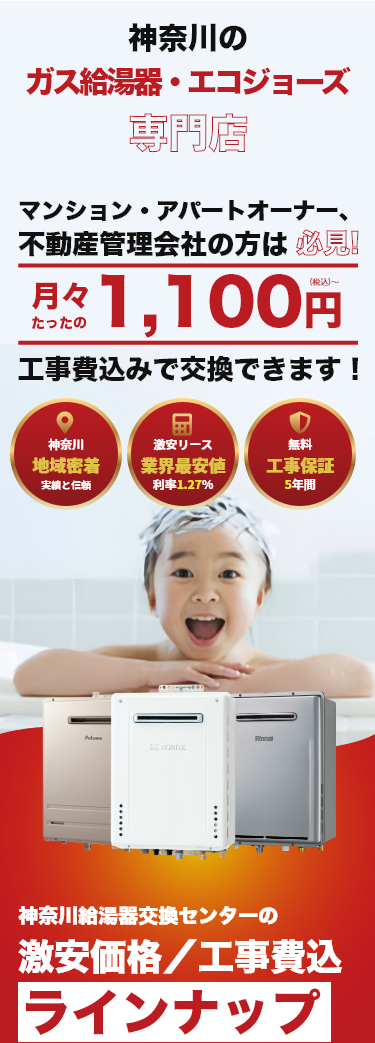 神奈川の
ガス給湯器・エコジョーズ
専門店
マンション・アパートオーナー、
不動産管理会社の方は 必見!
月々
たったの
1,100円
(税込)~
工事費込みで交換できます！
神奈川
地域密着
実績と信頼
激安リース
業界最安値
利率1.27%
無料
工事保証
5年間
Paloma
NORITZ
Rinnai
神奈川給湯器交換センターの
激安価格／工事費込
ラインナップ